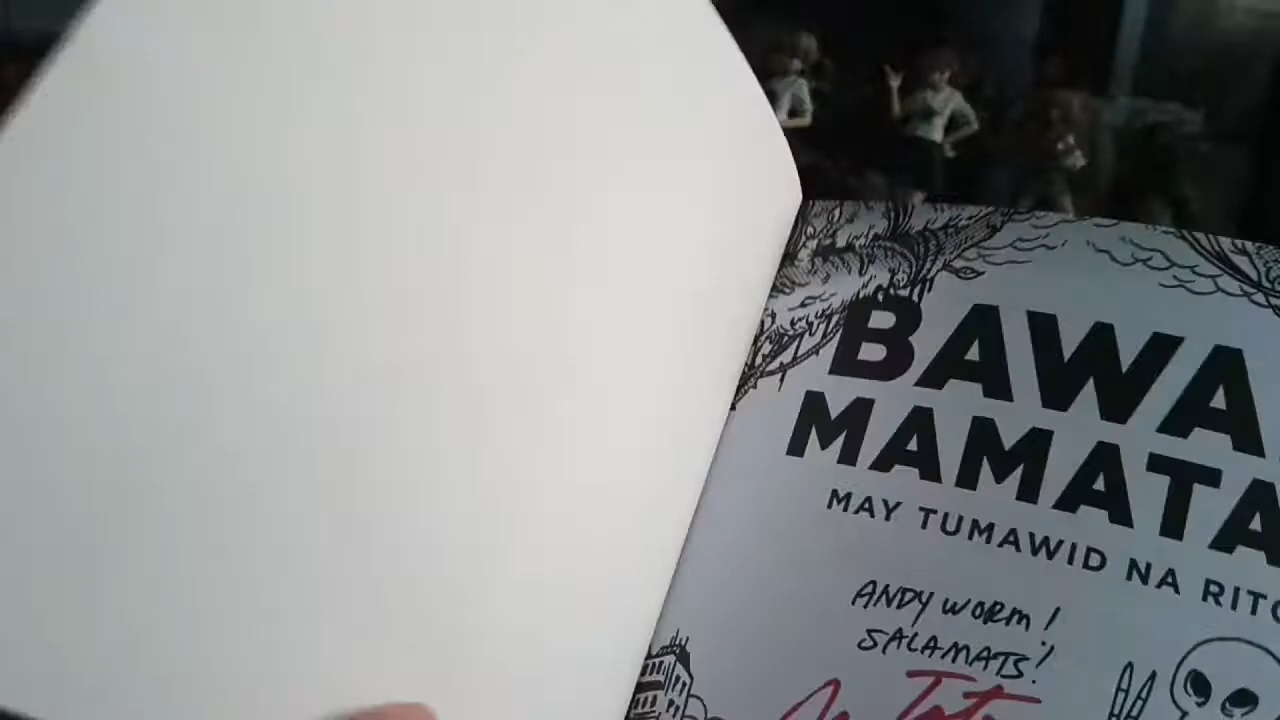 BAWA
MAMATA
MAY TUMAWID NA RITO
ANDY WORM!
SALAMATS!